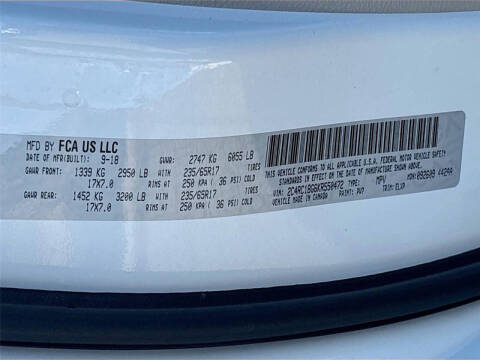 MFD BY FCA US LLC
DATE OF MFR(BUILT): 9-18 GVWR: 2747 KG 6055 LB
GAWR FRONT: 1339 KG 2950 LB WITH 235/65R17
17X7.0 RIMS AT 250 KPA ( 36 PSI COLD
GAWR REAR: 1452 KG 3200 LB WITH 235/65R17
17X7.0 RIMS AT 250 KPA ( 36 PSI COLD
THIS VEHICLE CONFORMS TO ALL APPLICABLE U.S.A. FEDERAL MOTOR VEHICLE SAFETY
STANDARDS IN EFFECT ON THE DATE OF MANUFACTURE SHOWN ABOVE.
VIN: TYPE: MPV MDH: 092609
MADE IN CANADA PAINT: PW7 TRIM: